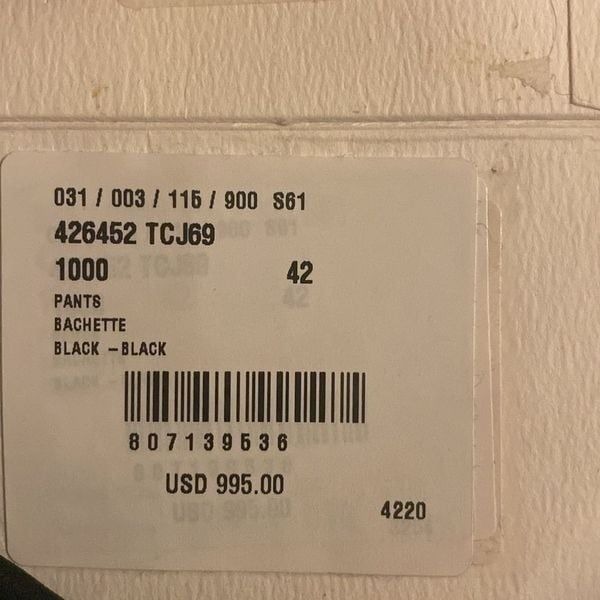 031 / 003 / 115 / 900 S61
426452 TCJ69
1000 42
PANTS
BACHETTE
BLACK -BLACK
807139536
USD 995.00
4220